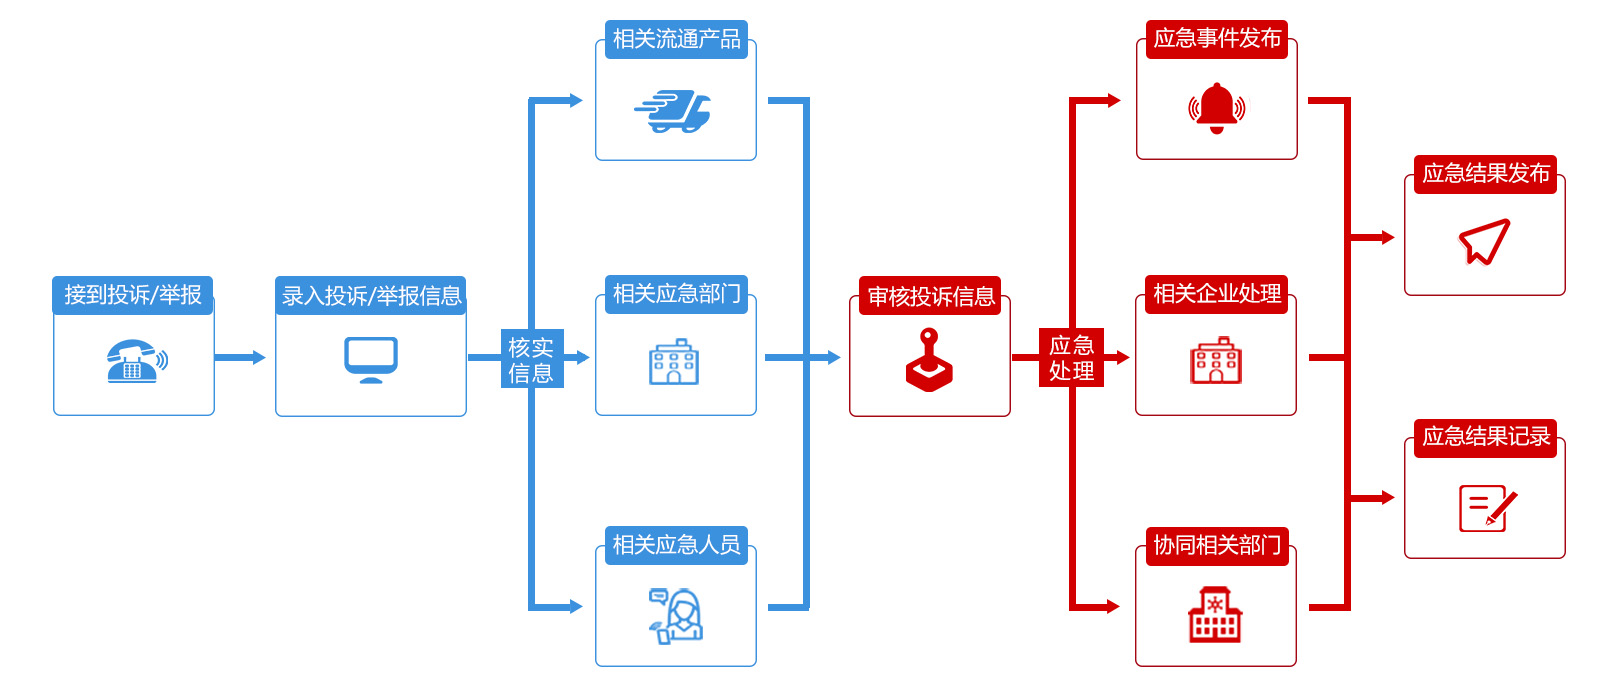 接到投诉/举报
录入投诉/举报信息
核实
信息
相关流通产品
相关应急部门
相关应急人员
审核投诉信息
应急
处理
应急事件发布
相关企业处理
协同相关部门
应急结果发布
应急结果记录